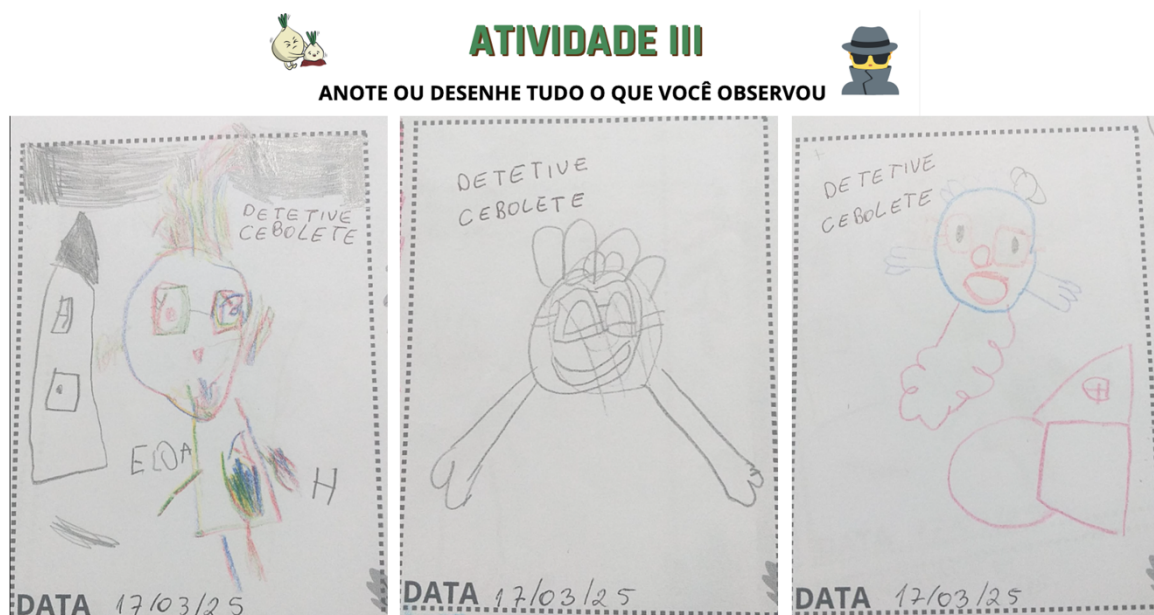 ATIVIDADE III
ANOTE OU DESENHE TUDO O QUE VOCÊ OBSERVOU
DETETIVE
CEBOLETE
H
DATA 17/03/25
DETETIVE
CEBOLETE
DATA 17/03/25
DETETIVE
CEBOLETE
DATA 17/03/25